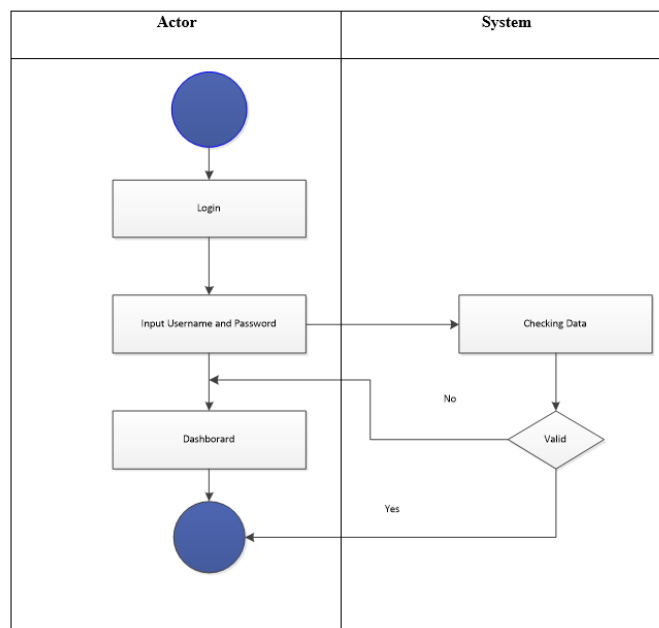 Actor
System
Login
Input Username and Password
Checking Data
No
Dashborard
Valid
Yes